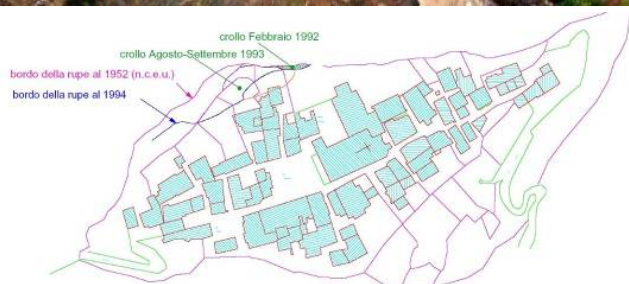 crollo Febbraio 1992
crollo Agosto-Settembre 1993
bordo della rupe al 1952 (n.c.e.u.)
bordo della rupe al 1994